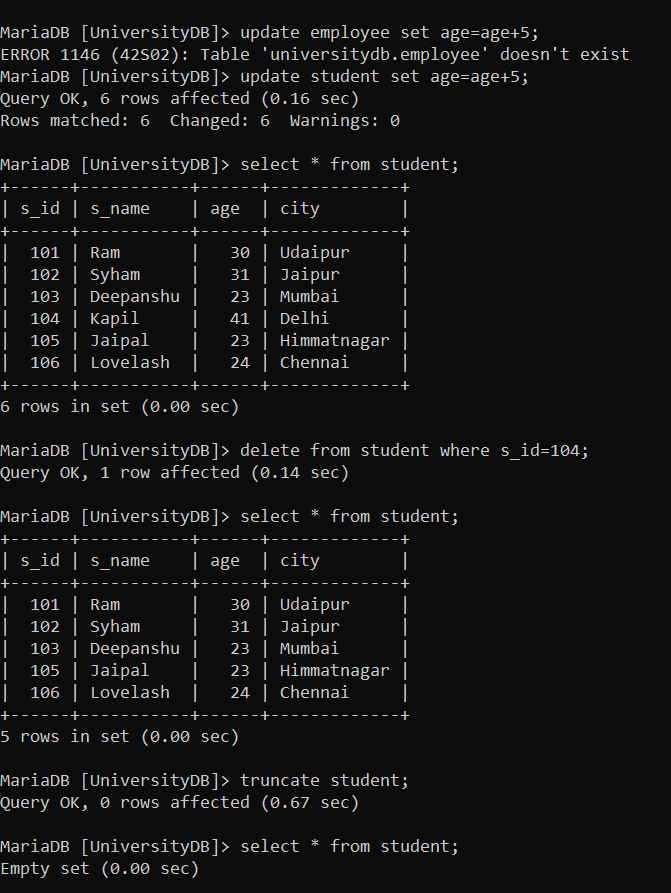 MariaDB [UniversityDB]> update employee set age=age+5;
ERROR 1146 (42S02): Table 'universitydb.employee' doesn't exist
MariaDB [UniversityDB]> update student set age=age+5;
Query OK, 6 rows affected (0.16 sec)
Rows matched: 6  Changed: 6  Warnings: 0

MariaDB [UniversityDB]> select * from student;
+------+-----------+------+-------------+
| s_id | s_name    | age  | city        |
+------+-----------+------+-------------+
|  101 | Ram       |   30 | Udaipur     |
|  102 | Syham     |   31 | Jaipur      |
|  103 | Deepanshu |   23 | Mumbai      |
|  104 | Kapil     |   41 | Delhi       |
|  105 | Jaipal    |   23 | Himmatnagar |
|  106 | Lovelash  |   24 | Chennai     |
+------+-----------+------+-------------+
6 rows in set (0.00 sec)

MariaDB [UniversityDB]> delete from student where s_id=104;
Query OK, 1 row affected (0.14 sec)

MariaDB [UniversityDB]> select * from student;
+------+-----------+------+-------------+
| s_id | s_name    | age  | city        |
+------+-----------+------+-------------+
|  101 | Ram       |   30 | Udaipur     |
|  102 | Syham     |   31 | Jaipur      |
|  103 | Deepanshu |   23 | Mumbai      |
|  105 | Jaipal    |   23 | Himmatnagar |
|  106 | Lovelash  |   24 | Chennai     |
+------+-----------+------+-------------+
5 rows in set (0.00 sec)

MariaDB [UniversityDB]> truncate student;
Query OK, 0 rows affected (0.67 sec)

MariaDB [UniversityDB]> select * from student;
Empty set (0.00 sec)